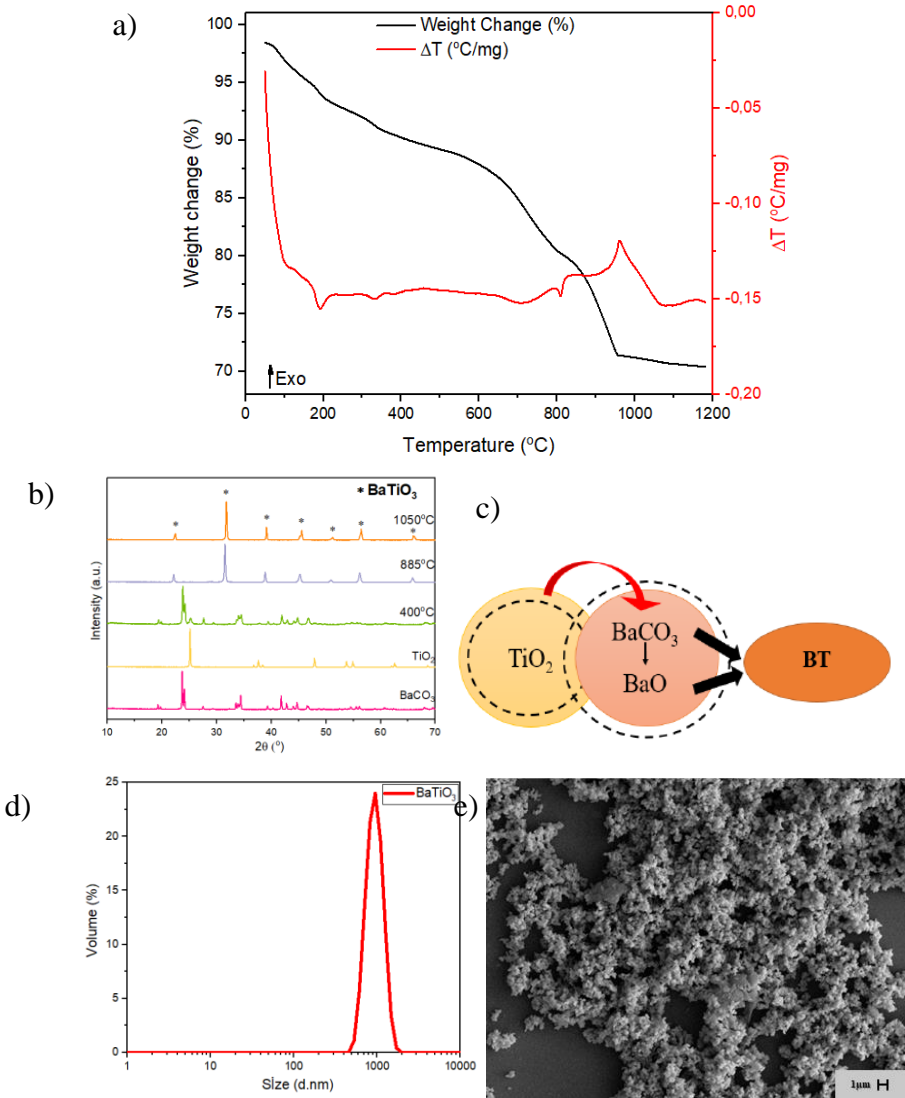 a)
Weight Change (%)
ΔT (°C/mg)
100
95
90
85
80
75
70
Weight change (%)
0,00
-0,05
-0,10
-0,15
-0,20
ΔT (°C/mg)
Exo
0 200 400 600 800 1000 1200
Temperature (°C)
b)
* BaTiO3
* * * * * * *
1050°C
885°C
400°C
TiO2
BaCO3
Intensity (a.u.)
10 20 30 40 50 60 70
2θ (°)
c)
TiO2
BaCO3
BaO
BT
d)
BaTiO3
25
20
15
10
5
0
Volume (%)
1 10 100 1000 10000
Size (d.nm)
e)
1µm